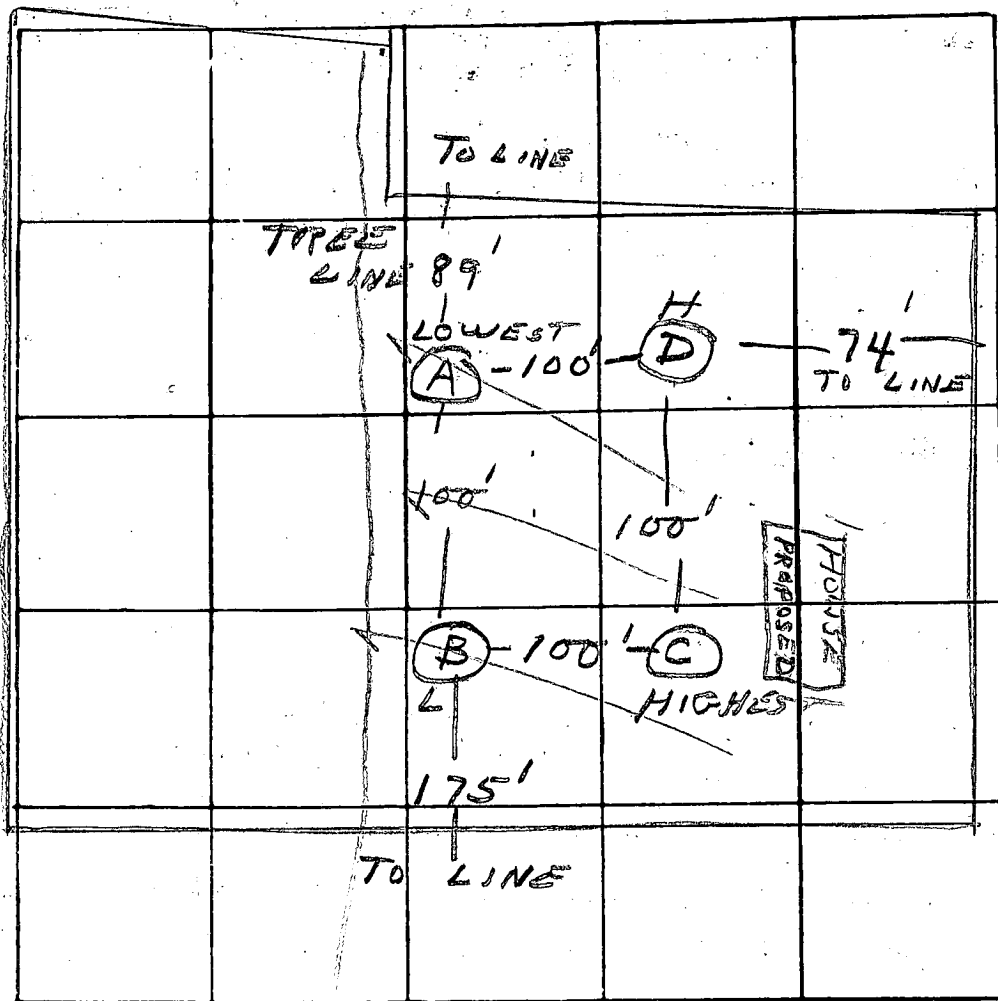 TO LINE
TREE
LINE
89'
LOWEST
A
-100'
H
D
74'
TO LINE
100'
100'
HOUSE
PROPOSED
B
-100'-
C
L
HIGHEST
175'
TO LINE